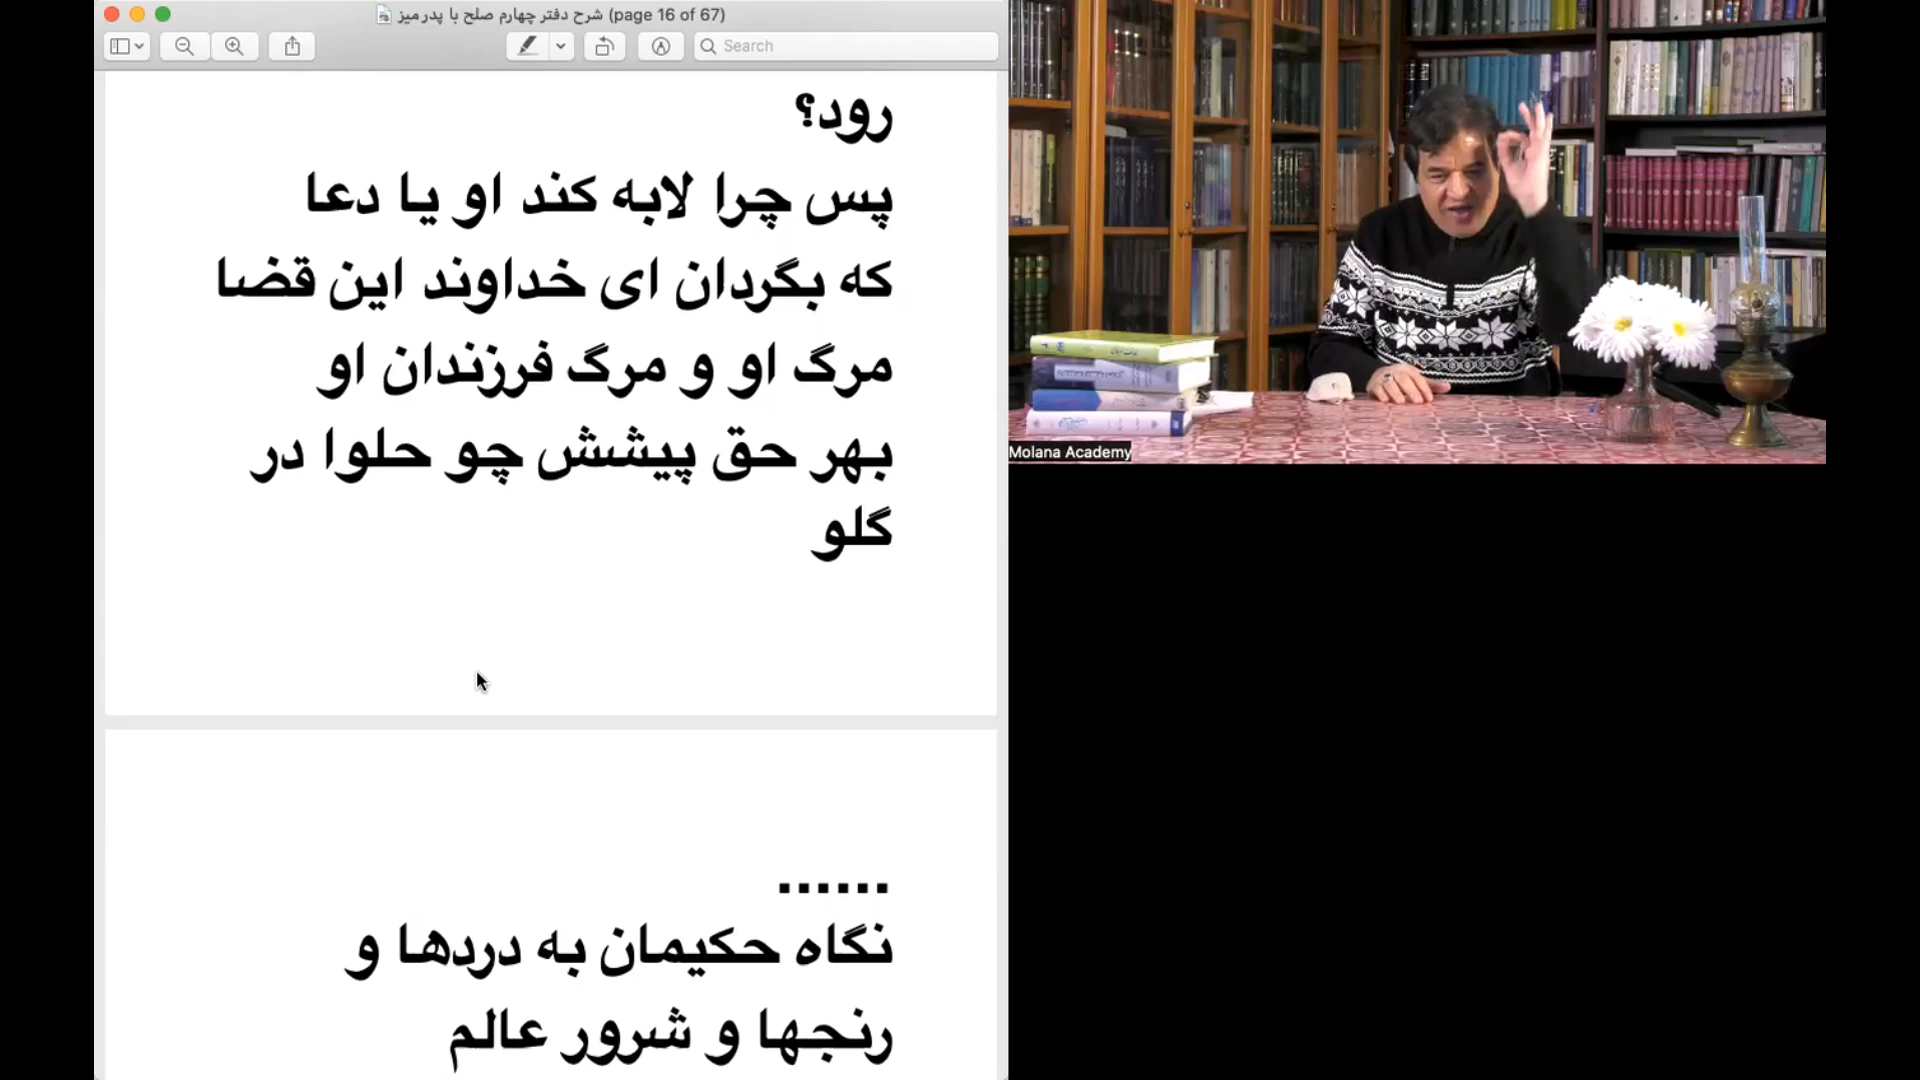 شرح دفتر چهارم صلح با پدر میز (page 16 of 67)
Search
رود؟
پس چرا لابه کند او یا دعا
که بگردان ای خداوند این قضا
مرگ او و مرگ فرزندان او
بهر حق پیشش چو حلوا در
گلو
......
نگاه حکیمان به دردها و
رنجها و شرور عالم
Molana Academy